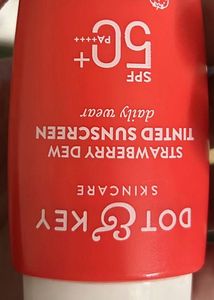 DOT & KEY
SKINCARE
STRAWBERRY DEW
TINTED SUNSCREEN
daily wear
SPF
50+
PA++++